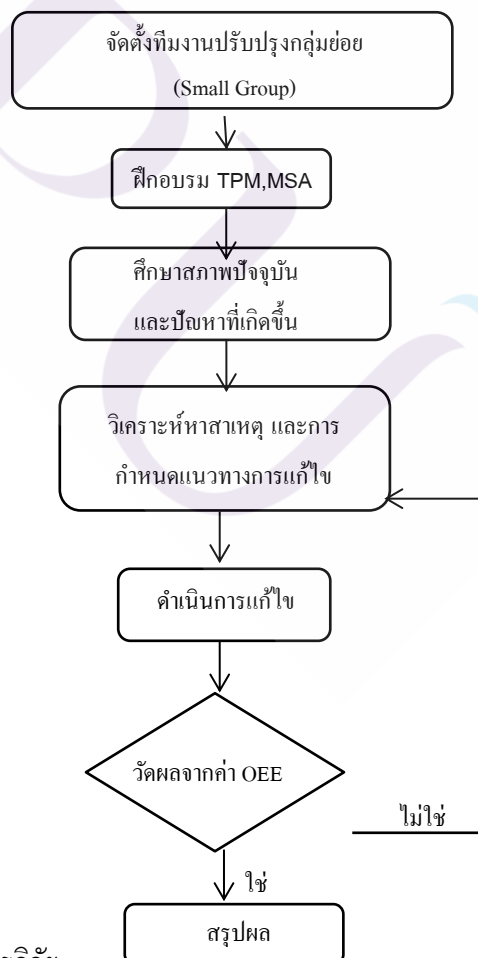 จัดตั้งทีมงานปรับปรุงกลุ่มย่อย
(Small Group)
ฝึกอบรม TPM,MSA
ศึกษาสภาพปัจจุบัน
และปัญหาที่เกิดขึ้น
วิเคราะห์หาสาเหตุ และการ
กำหนดแนวทางการแก้ไข
ดำเนินการแก้ไข
วัดผลจากค่า OEE
ไม่ใช่
ใช่
สรุปผล